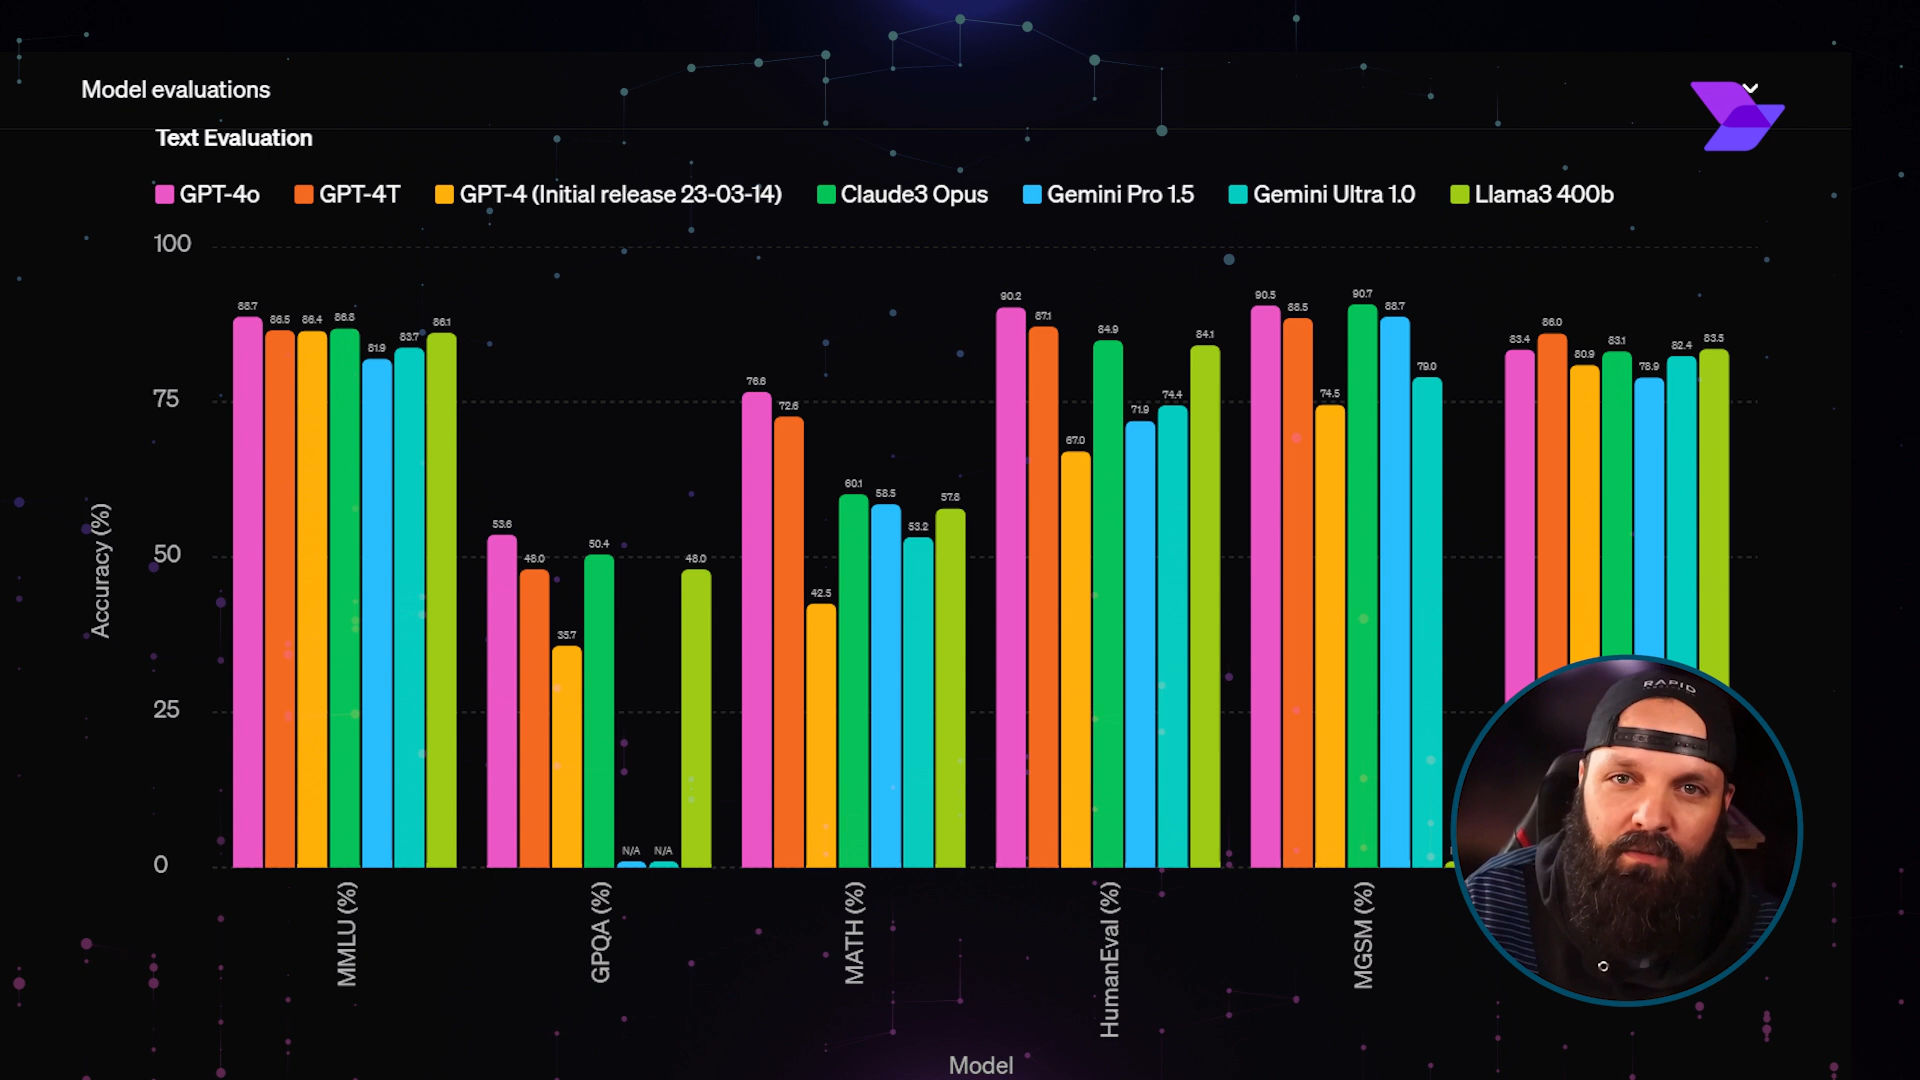 Model evaluations
Text Evaluation
GPT-4o GPT-4T GPT-4 (Initial release 23-03-14) Claude3 Opus Gemini Pro 1.5 Gemini Ultra 1.0 Llama3 400b
100
75
50
25
0
Accuracy (%)
88.7 86.5 86.4 86.8 81.9 83.7 86.1
53.6 48.0 35.7 50.4 N/A N/A 48.0
76.6 72.6 42.5 60.1 58.5 53.2 57.8
90.2 87.1 67.0 84.9 71.9 74.4 84.1
90.5 88.5 74.5 90.7 88.7 79.0
83.4 86.0 80.9 83.1 78.9 82.4 83.5
MMLU (%)
GPQA (%)
MATH (%)
HumanEval (%)
MGSM (%)
Model
RAPID